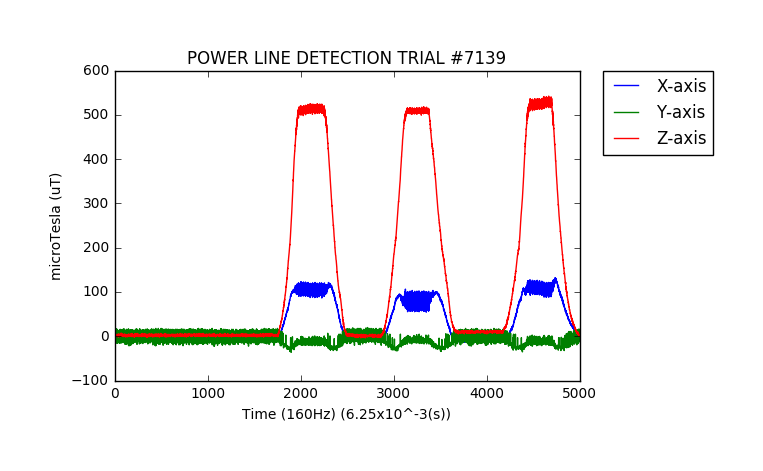 POWER LINE DETECTION TRIAL #7139
600
500
400
300
200
100
0
−100
microTesla (uT)
0 1000 2000 3000 4000 5000
Time (160Hz) (6.25x10^-3(s))
X-axis
Y-axis
Z-axis